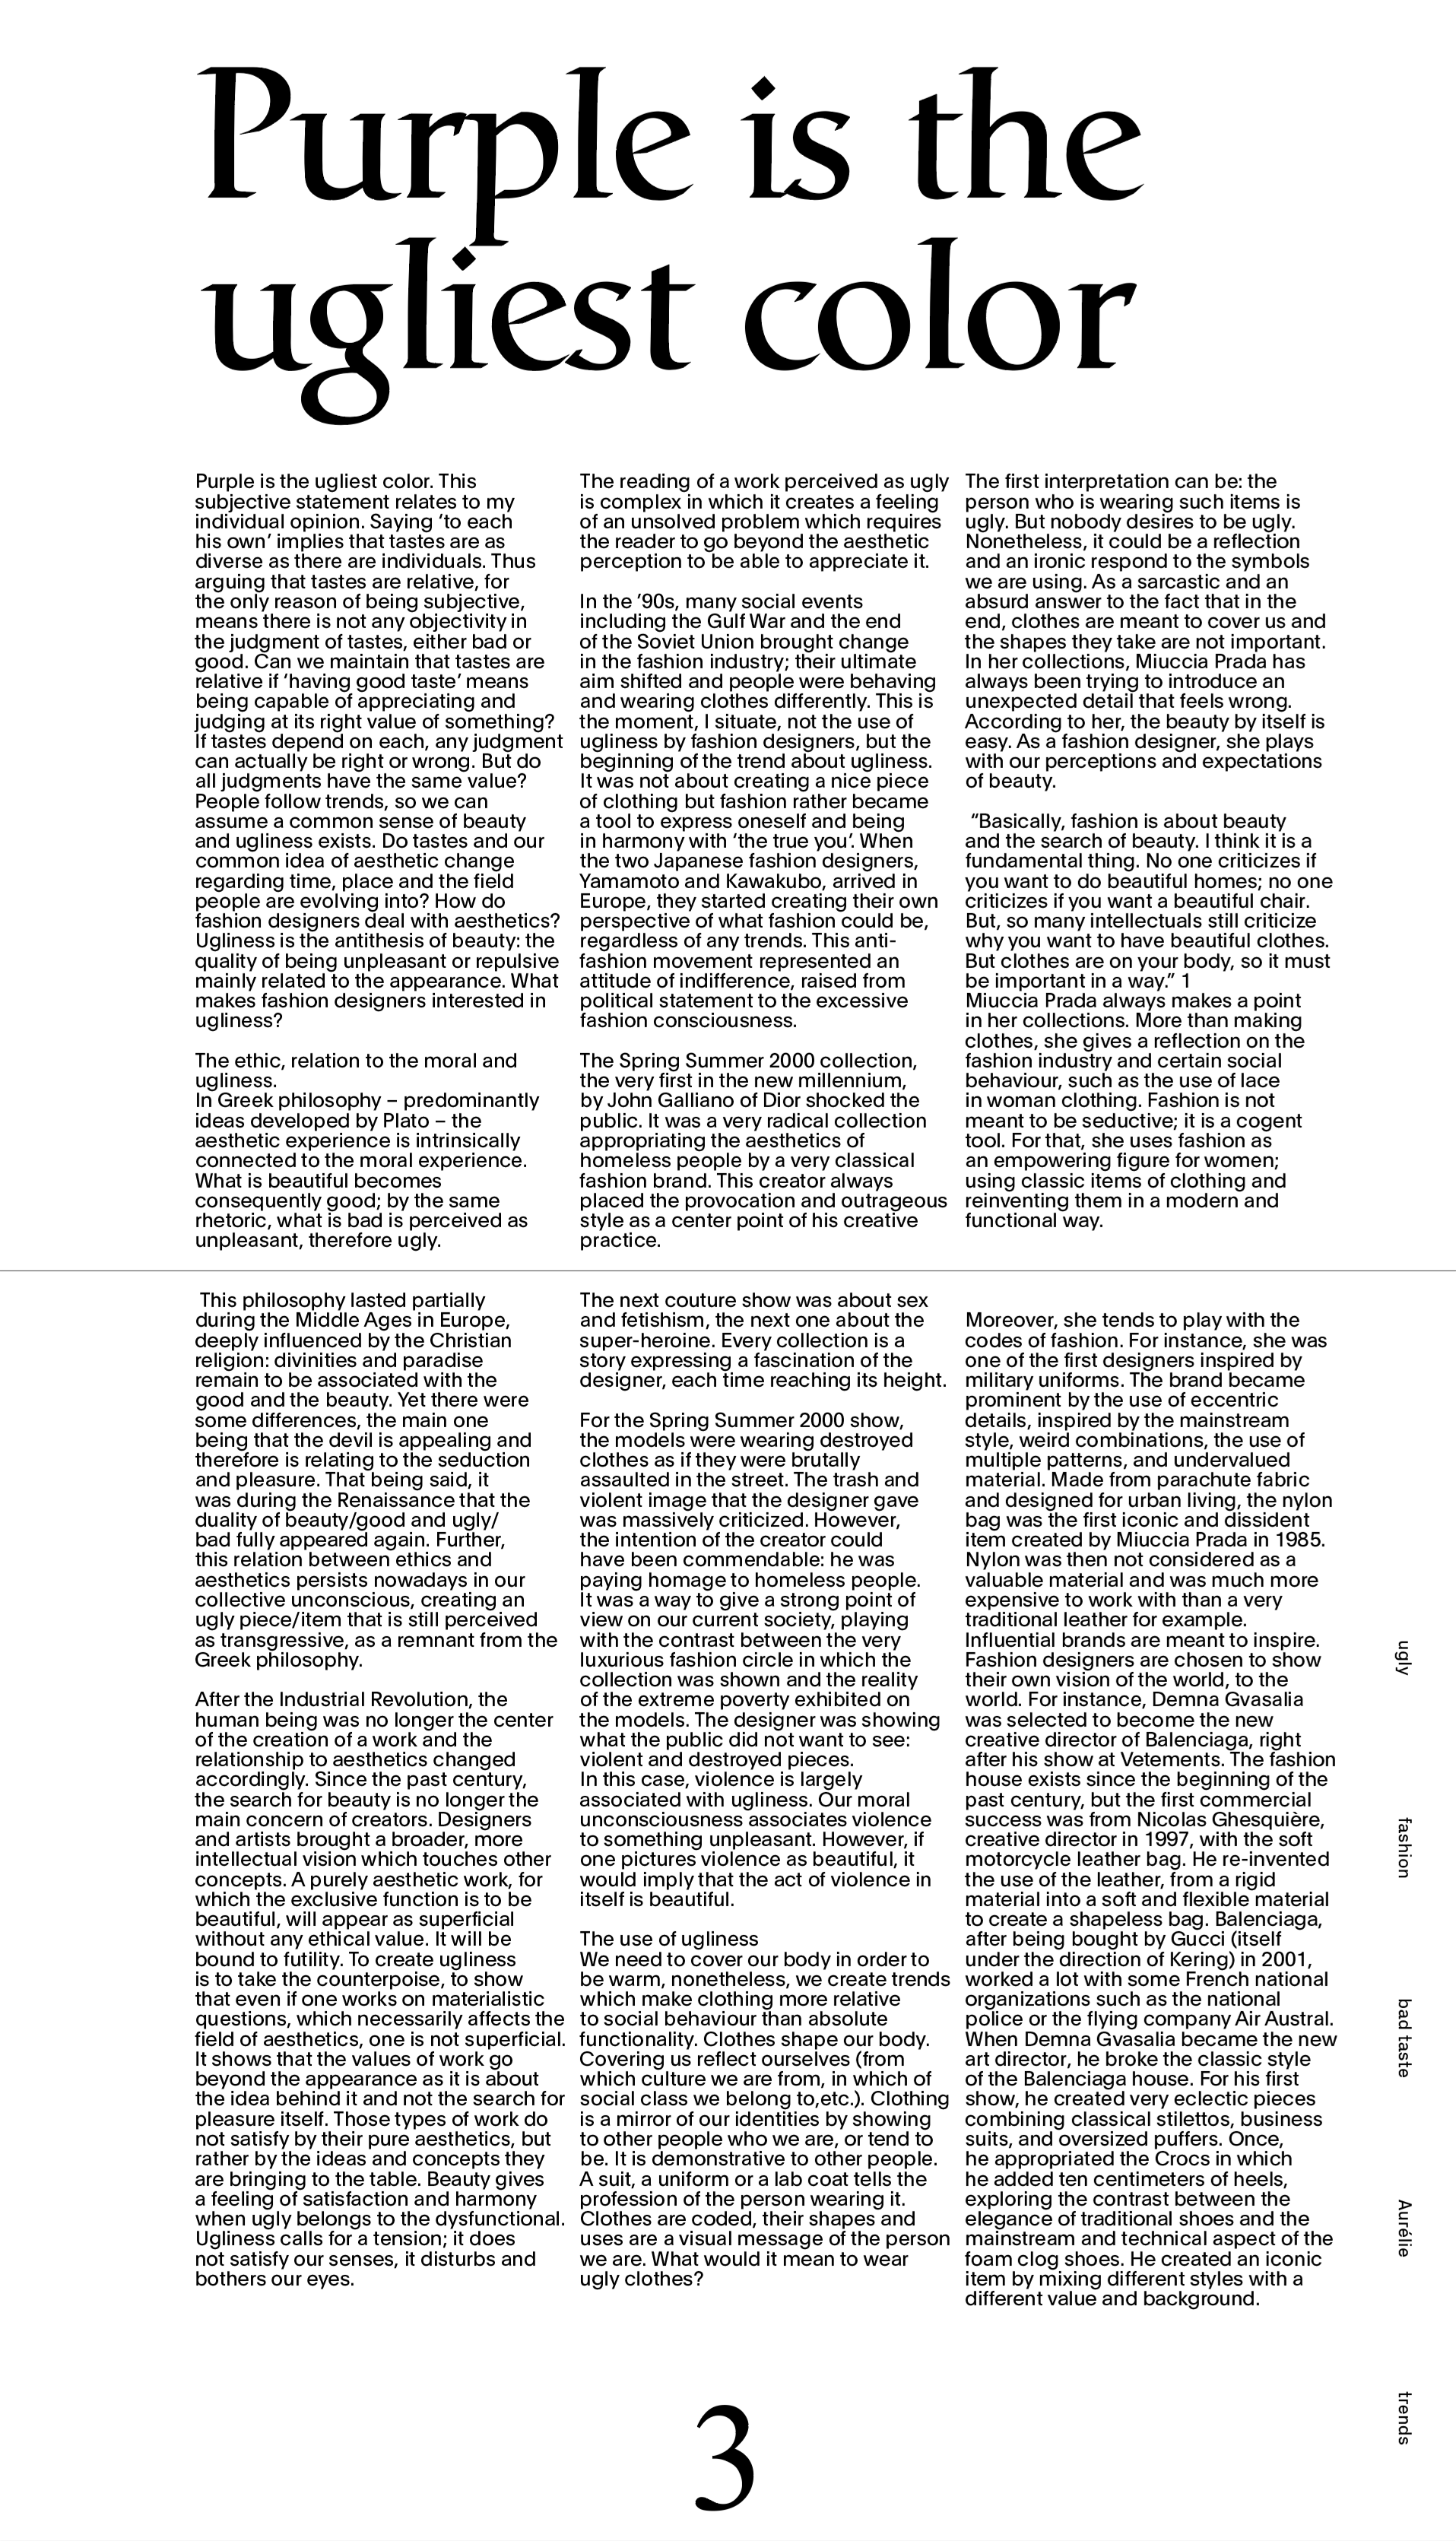 Purple is the
ugliest color
Purple is the ugliest color. This
subjective statement relates to my
individual opinion. Saying ‘to each
his own’ implies that tastes are as
diverse as there are individuals. Thus
arguing that tastes are relative, for
the only reason of being subjective,
means there is not any objectivity in
the judgment of tastes, either bad or
good. Can we maintain that tastes are
relative if ‘having good taste’ means
being capable of appreciating and
judging at its right value of something?
If tastes depend on each, any judgment
can actually be right or wrong. But do
all judgments have the same value?
People follow trends, so we can
assume a common sense of beauty
and ugliness exists. Do tastes and our
common idea of aesthetic change
regarding time, place and the field
people are evolving into? How do
fashion designers deal with aesthetics?
Ugliness is the antithesis of beauty: the
quality of being unpleasant or repulsive
mainly related to the appearance. What
makes fashion designers interested in
ugliness?
The ethic, relation to the moral and
ugliness.
In Greek philosophy – predominantly
ideas developed by Plato – the
aesthetic experience is intrinsically
connected to the moral experience.
What is beautiful becomes
consequently good; by the same
rhetoric, what is bad is perceived as
unpleasant, therefore ugly.
This philosophy lasted partially
during the Middle Ages in Europe,
deeply influenced by the Christian
religion: divinities and paradise
remain to be associated with the
good and the beauty. Yet there were
some differences, the main one
being that the devil is appealing and
therefore is relating to the seduction
and pleasure. That being said, it
was during the Renaissance that the
duality of beauty/good and ugly/
bad fully appeared again. Further,
this relation between ethics and
aesthetics persists nowadays in our
collective unconscious, creating an
ugly piece/item that is still perceived
as transgressive, as a remnant from the
Greek philosophy.
After the Industrial Revolution, the
human being was no longer the center
of the creation of a work and the
relationship to aesthetics changed
accordingly. Since the past century,
the search for beauty is no longer the
main concern of creators. Designers
and artists brought a broader, more
intellectual vision which touches other
concepts. A purely aesthetic work, for
which the exclusive function is to be
beautiful, will appear as superficial
without any ethical value. It will be
bound to futility. To create ugliness
is to take the counterpoise, to show
that even if one works on materialistic
questions, which necessarily affects the
field of aesthetics, one is not superficial.
It shows that the values of work go
beyond the appearance as it is about
the idea behind it and not the search for
pleasure itself. Those types of work do
not satisfy by their pure aesthetics, but
rather by the ideas and concepts they
are bringing to the table. Beauty gives
a feeling of satisfaction and harmony
when ugly belongs to the dysfunctional.
Ugliness calls for a tension; it does
not satisfy our senses, it disturbs and
bothers our eyes.
The reading of a work perceived as ugly
is complex in which it creates a feeling
of an unsolved problem which requires
the reader to go beyond the aesthetic
perception to be able to appreciate it.
In the ’90s, many social events
including the Gulf War and the end
of the Soviet Union brought change
in the fashion industry; their ultimate
aim shifted and people were behaving
and wearing clothes differently. This is
the moment, I situate, not the use of
ugliness by fashion designers, but the
beginning of the trend about ugliness.
It was not about creating a nice piece
of clothing but fashion rather became
a tool to express oneself and being
in harmony with ‘the true you’. When
the two Japanese fashion designers,
Yamamoto and Kawakubo, arrived in
Europe, they started creating their own
perspective of what fashion could be,
regardless of any trends. This anti-
fashion movement represented an
attitude of indifference, raised from
political statement to the excessive
fashion consciousness.
The Spring Summer 2000 collection,
the very first in the new millennium,
by John Galliano of Dior shocked the
public. It was a very radical collection
appropriating the aesthetics of
homeless people by a very classical
fashion brand. This creator always
placed the provocation and outrageous
style as a center point of his creative
practice.
The next couture show was about sex
and fetishism, the next one about the
super-heroine. Every collection is a
story expressing a fascination of the
designer, each time reaching its height.
For the Spring Summer 2000 show,
the models were wearing destroyed
clothes as if they were brutally
assaulted in the street. The trash and
violent image that the designer gave
was massively criticized. However,
the intention of the creator could
have been commendable: he was
paying homage to homeless people.
It was a way to give a strong point of
view on our current society, playing
with the contrast between the very
luxurious fashion circle in which the
collection was shown and the reality
of the extreme poverty exhibited on
the models. The designer was showing
what the public did not want to see:
violent and destroyed pieces.
In this case, violence is largely
associated with ugliness. Our moral
unconsciousness associates violence
to something unpleasant. However, if
one pictures violence as beautiful, it
would imply that the act of violence in
itself is beautiful.
The use of ugliness
We need to cover our body in order to
be warm, nonetheless, we create trends
which make clothing more relative
to social behaviour than absolute
functionality. Clothes shape our body.
Covering us reflect ourselves (from
which culture we are from, in which of
social class we belong to,etc.). Clothing
is a mirror of our identities by showing
to other people who we are, or tend to
be. It is demonstrative to other people.
A suit, a uniform or a lab coat tells the
profession of the person wearing it.
Clothes are coded, their shapes and
uses are a visual message of the person
we are. What would it mean to wear
ugly clothes?
The first interpretation can be: the
person who is wearing such items is
ugly. But nobody desires to be ugly.
Nonetheless, it could be a reflection
and an ironic respond to the symbols
we are using. As a sarcastic and an
absurd answer to the fact that in the
end, clothes are meant to cover us and
the shapes they take are not important.
In her collections, Miuccia Prada has
always been trying to introduce an
unexpected detail that feels wrong.
According to her, the beauty by itself is
easy. As a fashion designer, she plays
with our perceptions and expectations
of beauty.
“Basically, fashion is about beauty
and the search of beauty. I think it is a
fundamental thing. No one criticizes if
you want to do beautiful homes; no one
criticizes if you want a beautiful chair.
But, so many intellectuals still criticize
why you want to have beautiful clothes.
But clothes are on your body, so it must
be important in a way.” 1
Miuccia Prada always makes a point
in her collections. More than making
clothes, she gives a reflection on the
fashion industry and certain social
behaviour, such as the use of lace
in woman clothing. Fashion is not
meant to be seductive; it is a cogent
tool. For that, she uses fashion as
an empowering figure for women;
using classic items of clothing and
reinventing them in a modern and
functional way.
Moreover, she tends to play with the
codes of fashion. For instance, she was
one of the first designers inspired by
military uniforms. The brand became
prominent by the use of eccentric
details, inspired by the mainstream
style, weird combinations, the use of
multiple patterns, and undervalued
material. Made from parachute fabric
and designed for urban living, the nylon
bag was the first iconic and dissident
item created by Miuccia Prada in 1985.
Nylon was then not considered as a
valuable material and was much more
expensive to work with than a very
traditional leather for example.
Influential brands are meant to inspire.
Fashion designers are chosen to show
their own vision of the world, to the
world. For instance, Demna Gvasalia
was selected to become the new
creative director of Balenciaga, right
after his show at Vetements. The fashion
house exists since the beginning of the
past century, but the first commercial
success was from Nicolas Ghesquière,
creative director in 1997, with the soft
motorcycle leather bag. He re-invented
the use of the leather, from a rigid
material into a soft and flexible material
to create a shapeless bag. Balenciaga,
after being bought by Gucci (itself
under the direction of Kering) in 2001,
worked a lot with some French national
organizations such as the national
police or the flying company Air Austral.
When Demna Gvasalia became the new
art director, he broke the classic style
of the Balenciaga house. For his first
show, he created very eclectic pieces
combining classical stilettos, business
suits, and oversized puffers. Once,
he appropriated the Crocs in which
he added ten centimeters of heels,
exploring the contrast between the
elegance of traditional shoes and the
mainstream and technical aspect of the
foam clog shoes. He created an iconic
item by mixing different styles with a
different value and background.
ugly
fashion
bad taste
Aurélie
trends
3